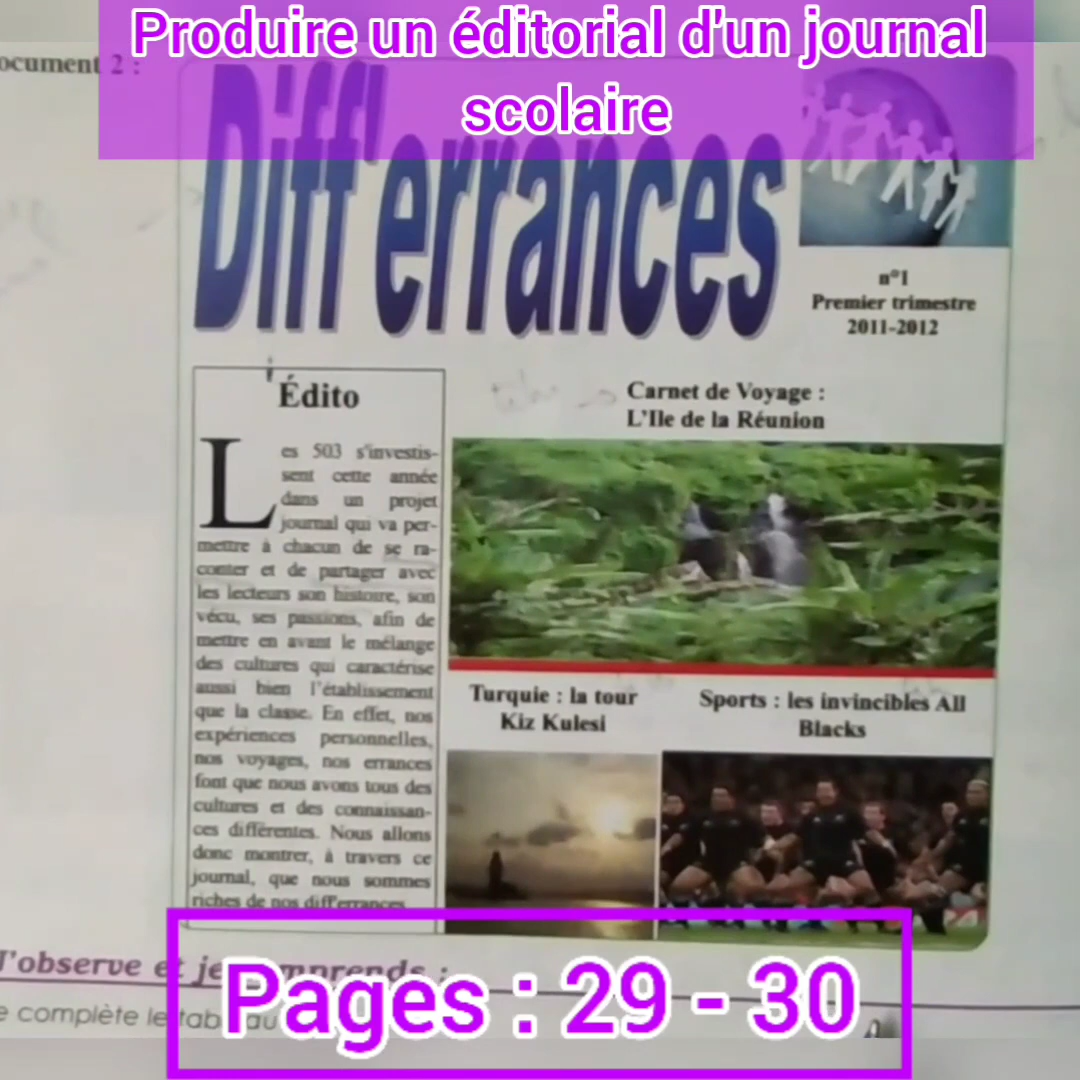 Produire un éditorial d'un journal
scolaire
ocument 2 :
Diff'errances
n°1
Premier trimestre
2011-2012
Édito
Les 503 s'investis-
sent cette année
dans un projet
journal qui va per-
mettre à chacun de se ra-
conter et de partager avec
les lecteurs son histoire, son
vécu, ses passions, afin de
mettre en avant le mélange
des cultures qui caractérise
aussi bien l'établissement
que la classe. En effet, nos
expériences personnelles,
nos voyages, nos errances
font que nous avons tous des
cultures et des connaissan-
ces différentes. Nous allons
donc montrer, à travers ce
journal, que nous sommes
riches de nos diff'errances
Carnet de Voyage :
L'Ile de la Réunion
Turquie : la tour
Kiz Kulesi
Sports : les invincibles All
Blacks
J'observe et je comprends :
e complète le tableau
Pages : 29 - 30